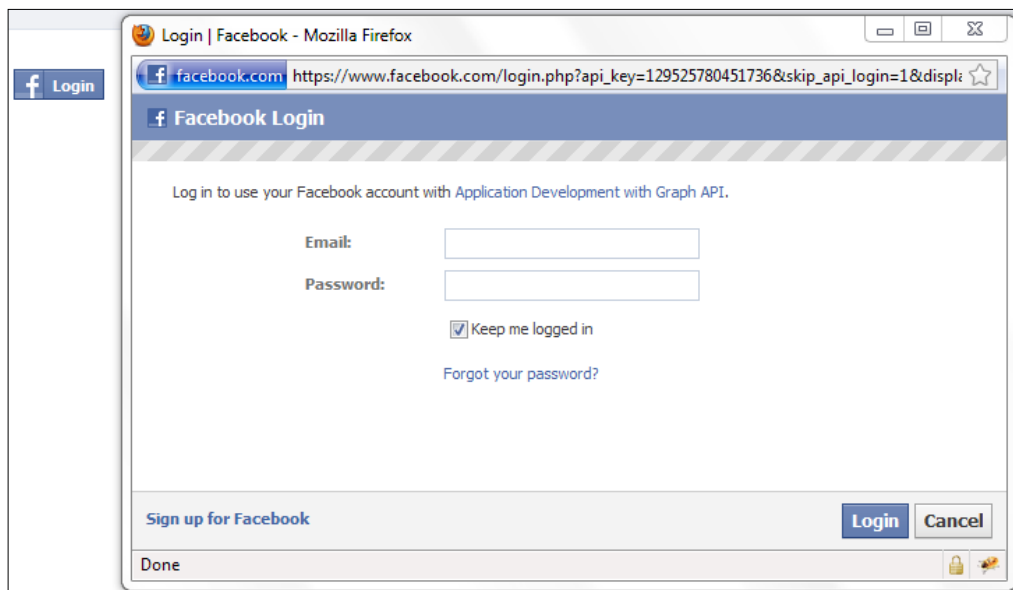 Login | Facebook - Mozilla Firefox
f Login
f facebook.com https://www.facebook.com/login.php?api_key=129525780451736&skip_api_login=1&displ
f Facebook Login
Log in to use your Facebook account with Application Development with Graph API.
Email:
Password:
Keep me logged in
Forgot your password?
Sign up for Facebook
Login Cancel
Done